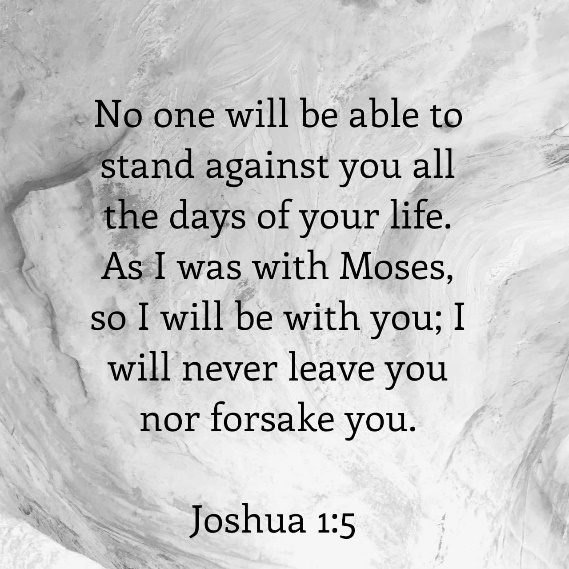 No one will be able to
stand against you all
the days of your life.
As I was with Moses,
so I will be with you; I
will never leave you
nor forsake you.
Joshua 1:5